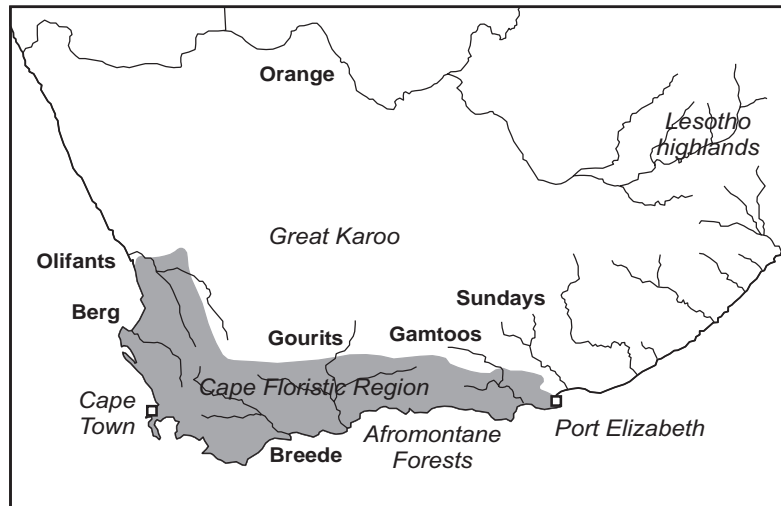 Orange
Lesotho
highlands
Great Karoo
Olifants
Sundays
Berg
Gourits
Gamtoos
Cape Floristic Region
Cape
Town
Afromontane
Forests
Port Elizabeth
Breede